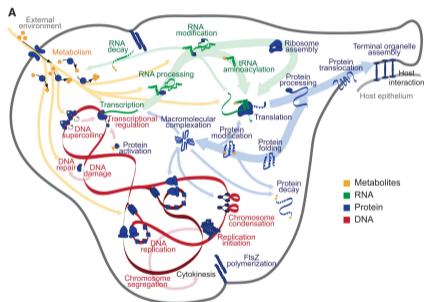 A
External
environment
Metabolism
RNA
decay
RNA
modification
Ribosome
assembly
tRNA
aminoacylation
RNA processing
Protein
processing
Protein
translocation
Terminal organelle
assembly
Host
interaction
Host epithelium
Transcription
DNA
supercoiling
Transcriptional
regulation
Macromolecular
complexation
Translation
Protein
activation
Protein
modification
Protein
folding
DNA
repair
DNA
damage
Protein
decay
Chromosome
condensation
DNA
replication
Replication
initiation
Chromosome
segregation
Cytokinesis
FtsZ
polymerization
Metabolites
RNA
Protein
DNA